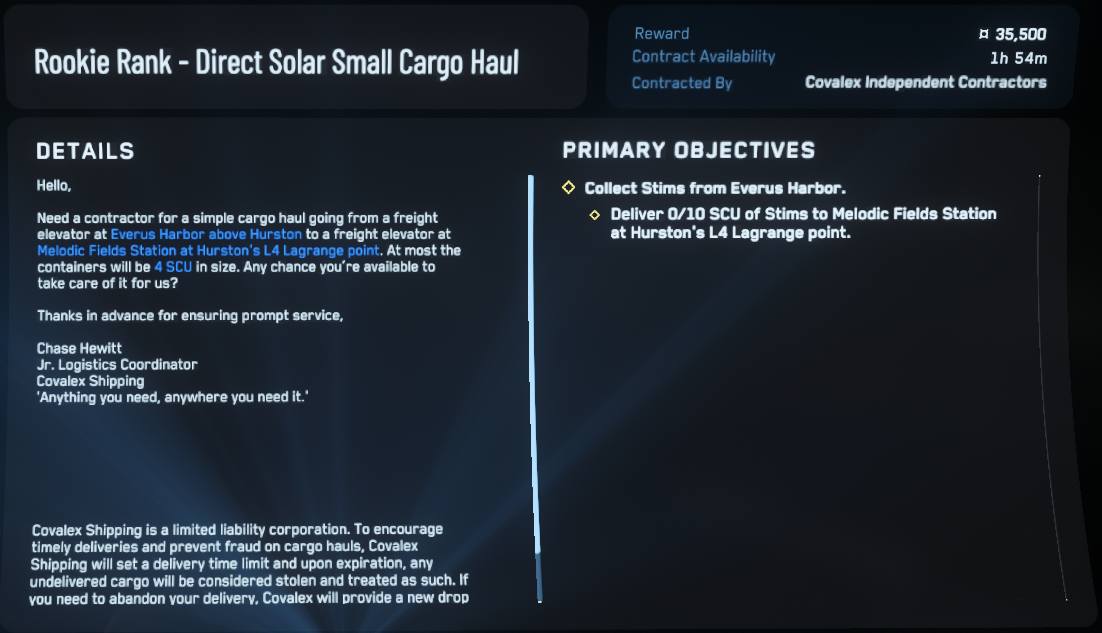 Rookie Rank - Direct Solar Small Cargo Haul
Reward
¤ 35,500
Contract Availability
1h 54m
Contracted By
Covalex Independent Contractors
DETAILS
Hello,
Need a contractor for a simple cargo haul going from a freight
elevator at Everus Harbor above Hurston to a freight elevator at
Melodic Fields Station at Hurston's L4 Lagrange point. At most the
containers will be 4 SCU in size. Any chance you're available to
take care of it for us?
Thanks in advance for ensuring prompt service,
Chase Hewitt
Jr. Logistics Coordinator
Covalex Shipping
'Anything you need, anywhere you need it.'
Covalex Shipping is a limited liability corporation. To encourage
timely deliveries and prevent fraud on cargo hauls, Covalex
Shipping will set a delivery time limit and upon expiration, any
undelivered cargo will be considered stolen and treated as such. If
you need to abandon your delivery, Covalex will provide a new drop
PRIMARY OBJECTIVES
Collect Stims from Everus Harbor.
Deliver 0/10 SCU of Stims to Melodic Fields Station
at Hurston's L4 Lagrange point.